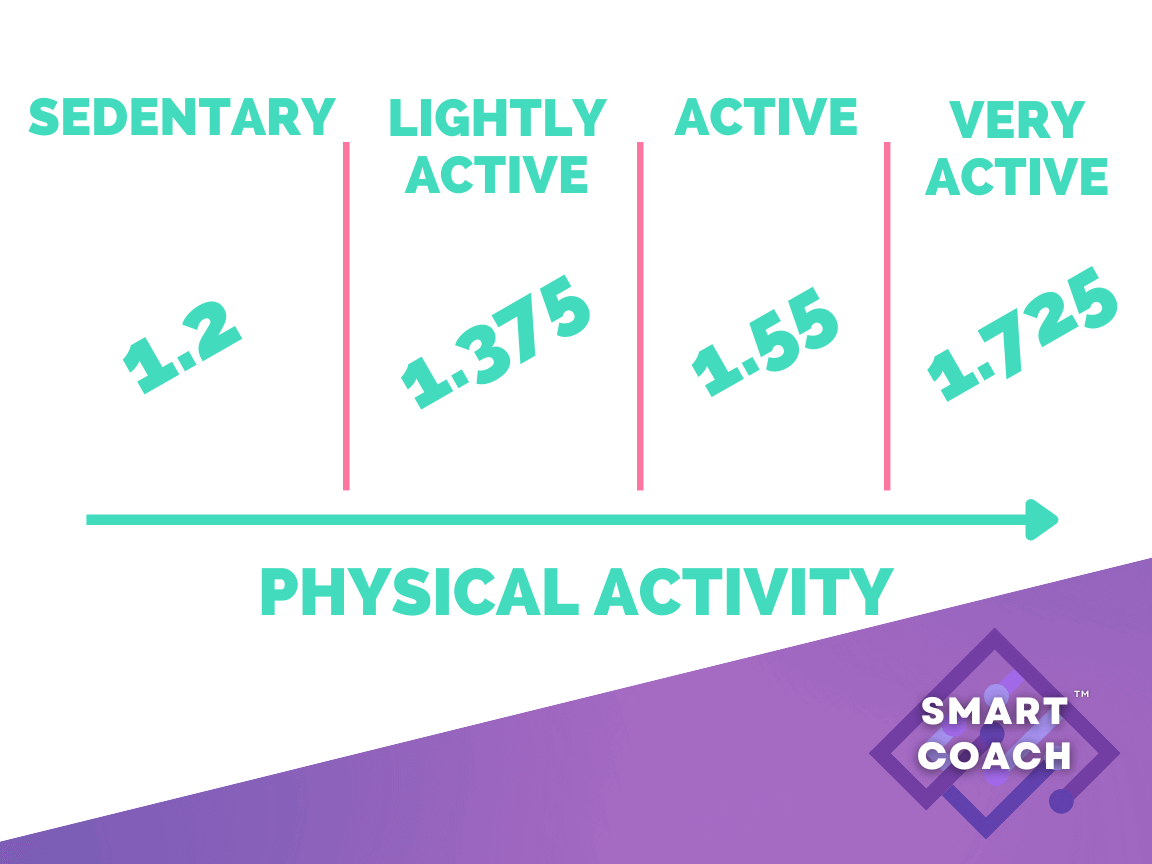 SEDENTARY
LIGHTLY
ACTIVE
ACTIVE
VERY
ACTIVE
1.2
1.375
1.55
1.725
PHYSICAL ACTIVITY
SMART™
COACH